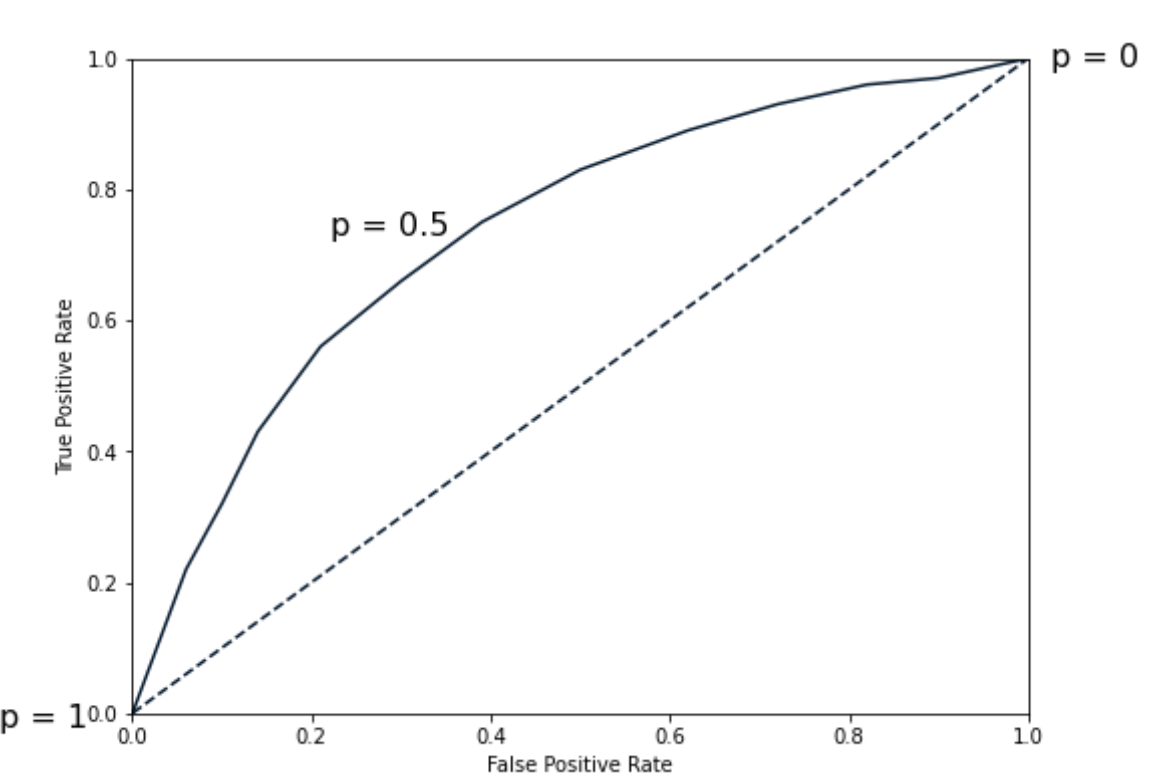 1.0
p = 0
0.8
p = 0.5
0.6
True Positive Rate
0.4
0.2
p = 1
0.0
0.0 0.2 0.4 0.6 0.8 1.0
False Positive Rate